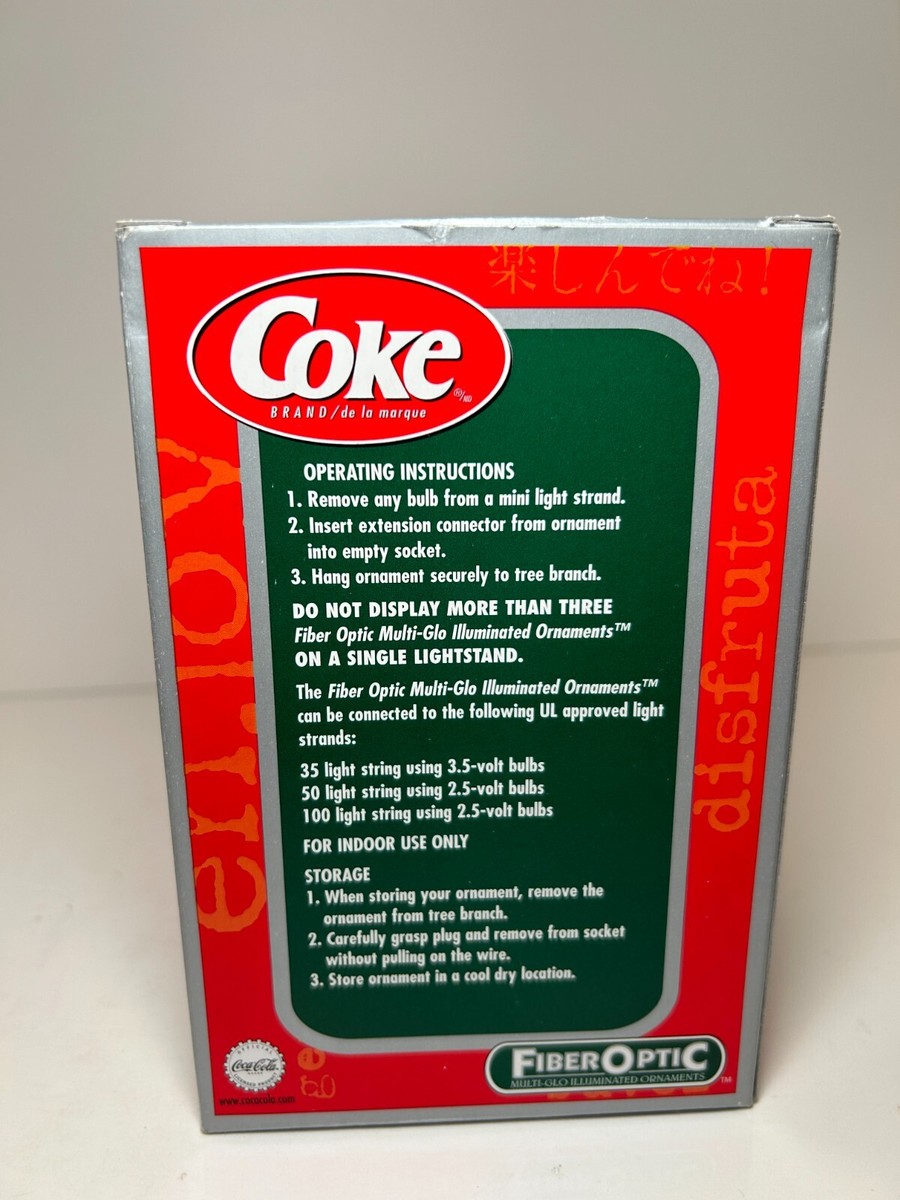 楽しんでね!
Coke
®/MD
BRAND/de la marque
OPERATING INSTRUCTIONS
1. Remove any bulb from a mini light strand.
2. Insert extension connector from ornament
into empty socket.
3. Hang ornament securely to tree branch.
DO NOT DISPLAY MORE THAN THREE
Fiber Optic Multi-Glo Illuminated Ornaments™
ON A SINGLE LIGHTSTAND.
The Fiber Optic Multi-Glo Illuminated Ornaments™
can be connected to the following UL approved light
strands:
35 light string using 3.5-volt bulbs
50 light string using 2.5-volt bulbs
100 light string using 2.5-volt bulbs
FOR INDOOR USE ONLY
STORAGE
1. When storing your ornament, remove the
ornament from tree branch.
2. Carefully grasp plug and remove from socket
without pulling on the wire.
3. Store ornament in a cool dry location.
enjoy
disfruta
Coca-Cola
www.cocacola.com
FIBEROPTIC
MULTI-GLO ILLUMINATED ORNAMENTS™